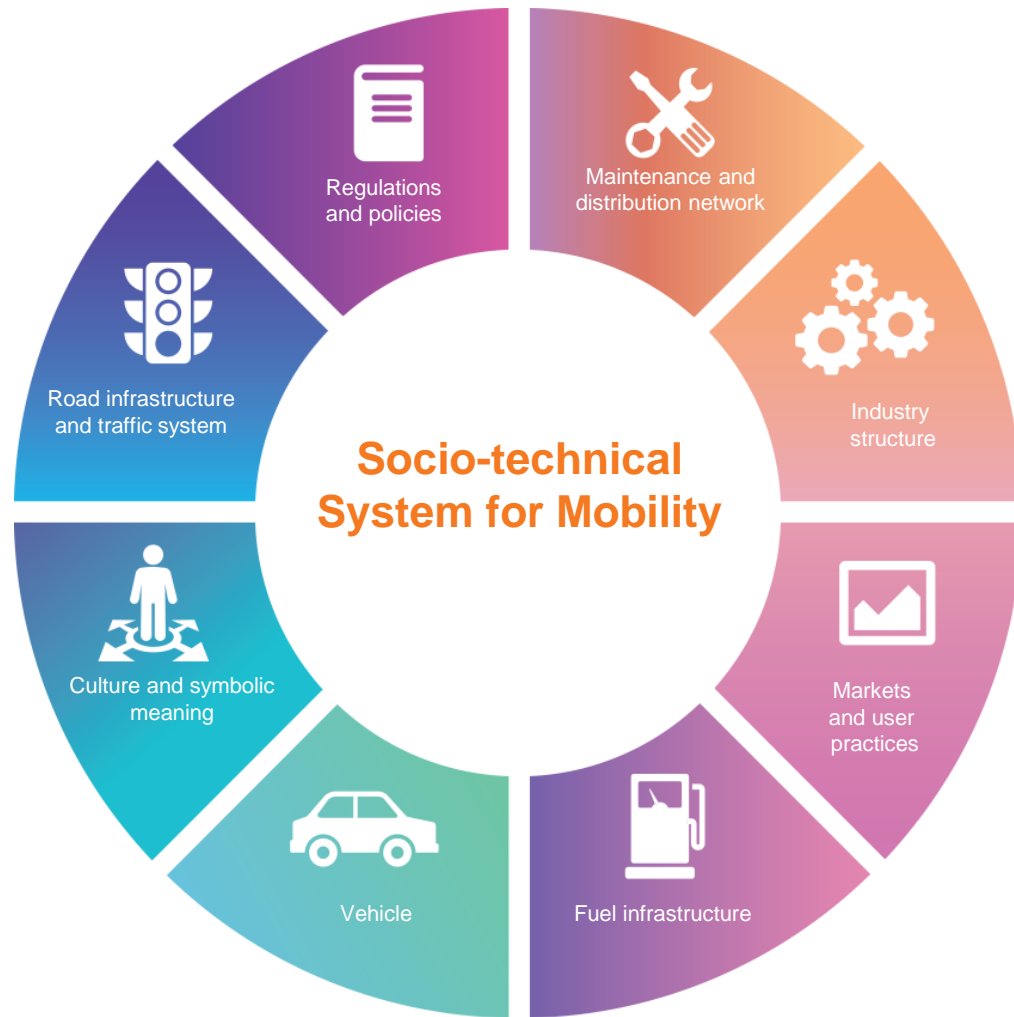 Regulations
and policies
Maintenance and
distribution network
Road infrastructure
and traffic system
Industry
structure
Socio-technical
System for Mobility
Culture and symbolic
meaning
Markets
and user
practices
Vehicle
Fuel infrastructure